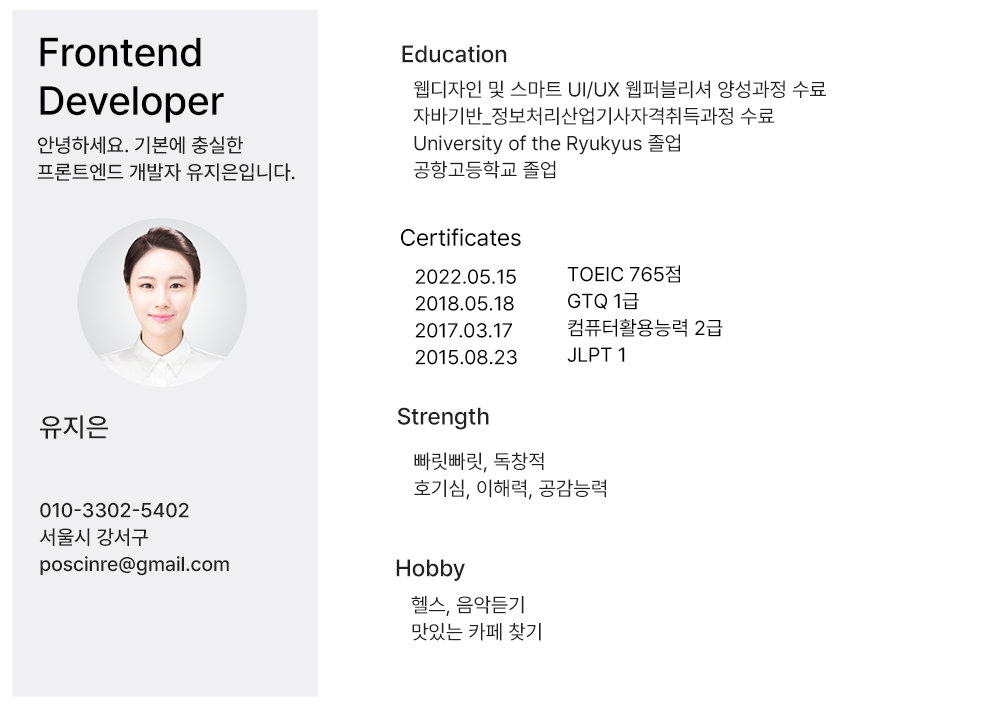 Frontend
Developer
안녕하세요. 기본에 충실한
프론트엔드 개발자 유지은입니다.
유지은
010-3302-5402
서울시 강서구
poscinre@gmail.com
Education
웹디자인 및 스마트 UI/UX 웹퍼블리셔 양성과정 수료
자바기반_정보처리산업기사자격취득과정 수료
University of the Ryukyus 졸업
공항고등학교 졸업
Certificates
2022.05.15 TOEIC 765점
2018.05.18 GTQ 1급
2017.03.17 컴퓨터활용능력 2급
2015.08.23 JLPT 1
Strength
빠릿빠릿, 독창적
호기심, 이해력, 공감능력
Hobby
헬스, 음악듣기
맛있는 카페 찾기